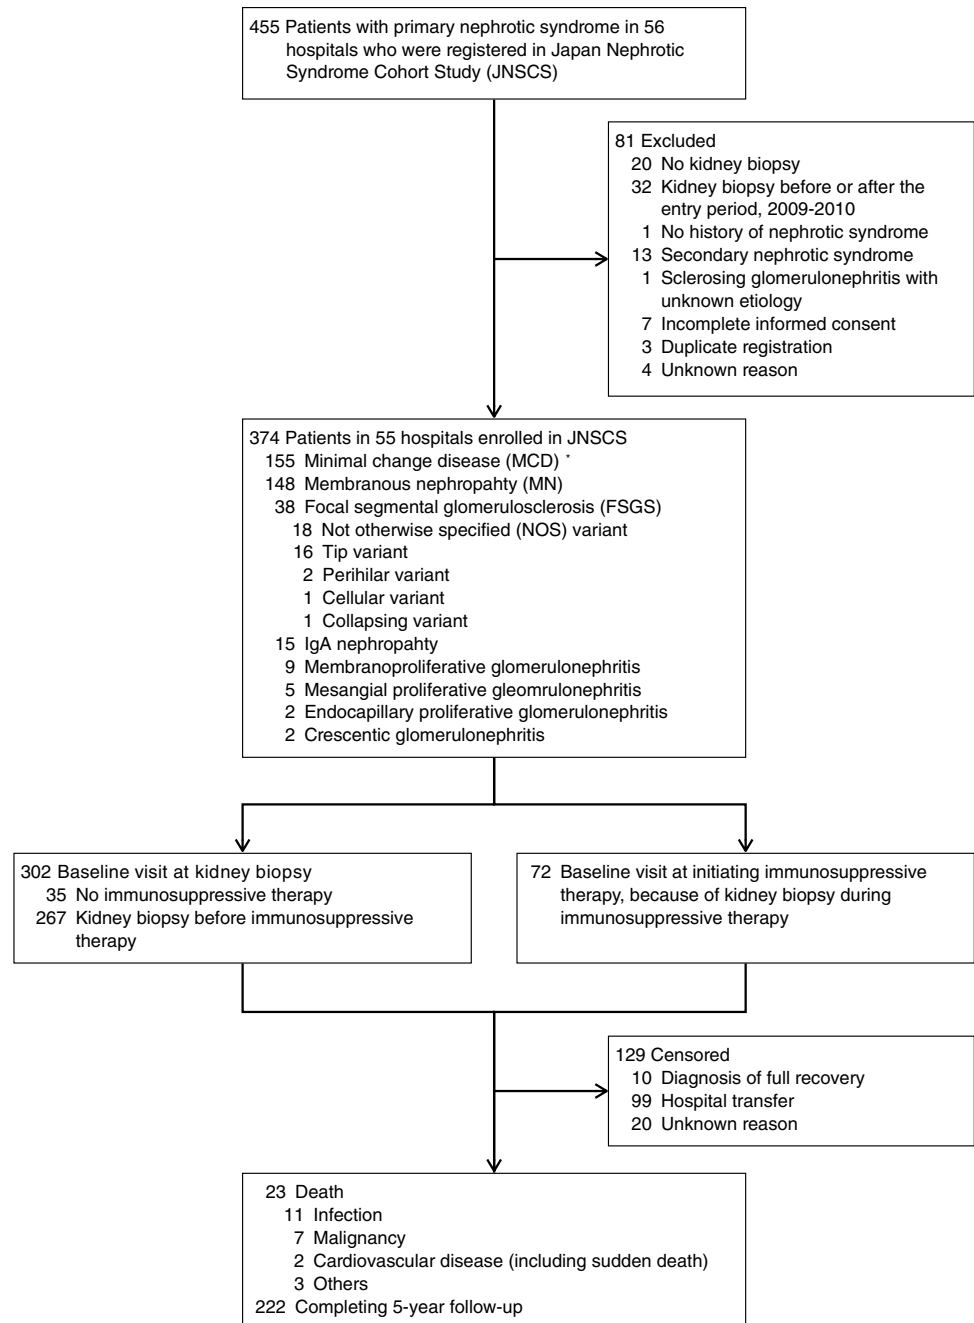 455 Patients with primary nephrotic syndrome in 56
hospitals who were registered in Japan Nephrotic
Syndrome Cohort Study (JNSCS)
81 Excluded
20 No kidney biopsy
32 Kidney biopsy before or after the
entry period, 2009-2010
1 No history of nephrotic syndrome
13 Secondary nephrotic syndrome
1 Sclerosing glomerulonephritis with
unknown etiology
7 Incomplete informed consent
3 Duplicate registration
4 Unknown reason
374 Patients in 55 hospitals enrolled in JNSCS
155 Minimal change disease (MCD) *
148 Membranous nephropahty (MN)
38 Focal segmental glomerulosclerosis (FSGS)
18 Not otherwise specified (NOS) variant
16 Tip variant
2 Perihilar variant
1 Cellular variant
1 Collapsing variant
15 IgA nephropahty
9 Membranoproliferative glomerulonephritis
5 Mesangial proliferative gleomrulonephritis
2 Endocapillary proliferative glomerulonephritis
2 Crescentic glomerulonephritis
302 Baseline visit at kidney biopsy
35 No immunosuppressive therapy
267 Kidney biopsy before immunosuppressive
therapy
72 Baseline visit at initiating immunosuppressive
therapy, because of kidney biopsy during
immunosuppressive therapy
129 Censored
10 Diagnosis of full recovery
99 Hospital transfer
20 Unknown reason
23 Death
11 Infection
7 Malignancy
2 Cardiovascular disease (including sudden death)
3 Others
222 Completing 5-year follow-up